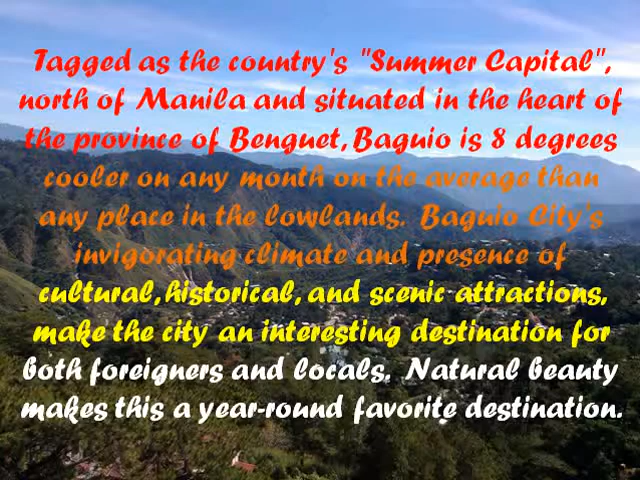 Tagged as the country's "Summer Capital",
north of Manila and situated in the heart of
the province of Benguet, Baguio is 8 degrees
cooler on any month on the average than
any place in the lowlands. Baguio City's
invigorating climate and presence of
cultural, historical, and scenic attractions,
make the city an interesting destination for
both foreigners and locals. Natural beauty
makes this a year-round favorite destination.